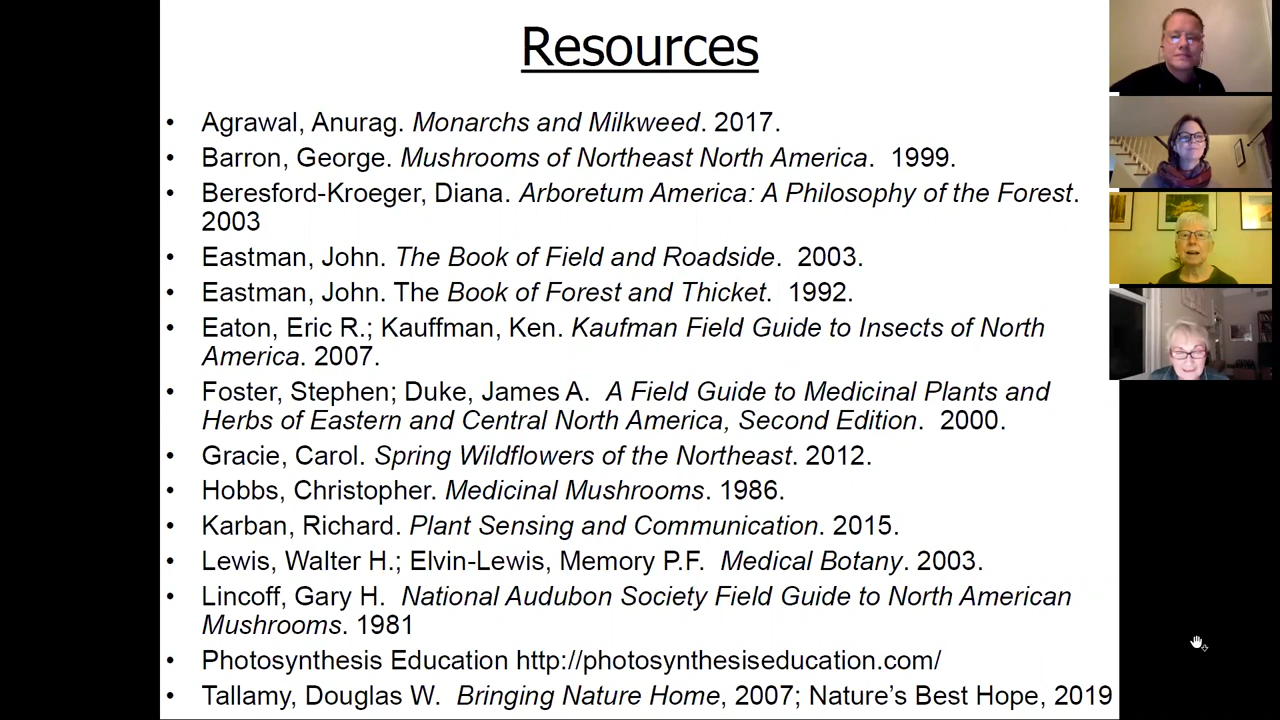 Resources
• Agrawal, Anurag. Monarchs and Milkweed. 2017.
• Barron, George. Mushrooms of Northeast North America. 1999.
• Beresford-Kroeger, Diana. Arboretum America: A Philosophy of the Forest.
2003
• Eastman, John. The Book of Field and Roadside. 2003.
• Eastman, John. The Book of Forest and Thicket. 1992.
• Eaton, Eric R.; Kauffman, Ken. Kaufman Field Guide to Insects of North
America. 2007.
• Foster, Stephen; Duke, James A. A Field Guide to Medicinal Plants and
Herbs of Eastern and Central North America, Second Edition. 2000.
• Gracie, Carol. Spring Wildflowers of the Northeast. 2012.
• Hobbs, Christopher. Medicinal Mushrooms. 1986.
• Karban, Richard. Plant Sensing and Communication. 2015.
• Lewis, Walter H.; Elvin-Lewis, Memory P.F. Medical Botany. 2003.
• Lincoff, Gary H. National Audubon Society Field Guide to North American
Mushrooms. 1981
• Photosynthesis Education http://photosynthesiseducation.com/
• Tallamy, Douglas W. Bringing Nature Home, 2007; Nature’s Best Hope, 2019